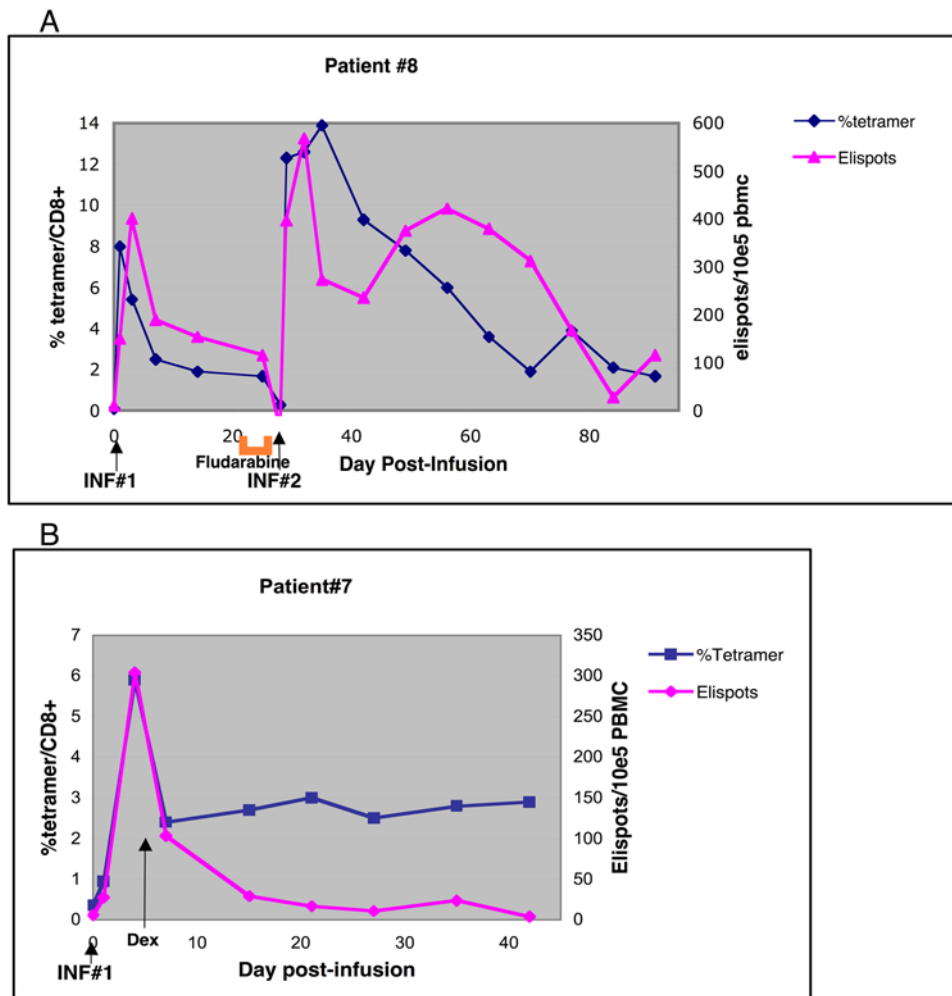 A
Patient #8
% tetramer/CD8+
14
12
10
8
6
4
2
0
600
500
400
300
200
100
0
elispots/10e5 pbmc
%tetramer
Elispots
0 20 40 60 80
Fludarabine
Day Post-Infusion
INF#1 INF#2
B
Patient#7
%tetramer/CD8+
7
6
5
4
3
2
1
0
350
300
250
200
150
100
50
0
Elispots/10e5 PBMC
%Tetramer
Elispots
0 10 20 30 40
Dex
INF#1
Day post-infusion